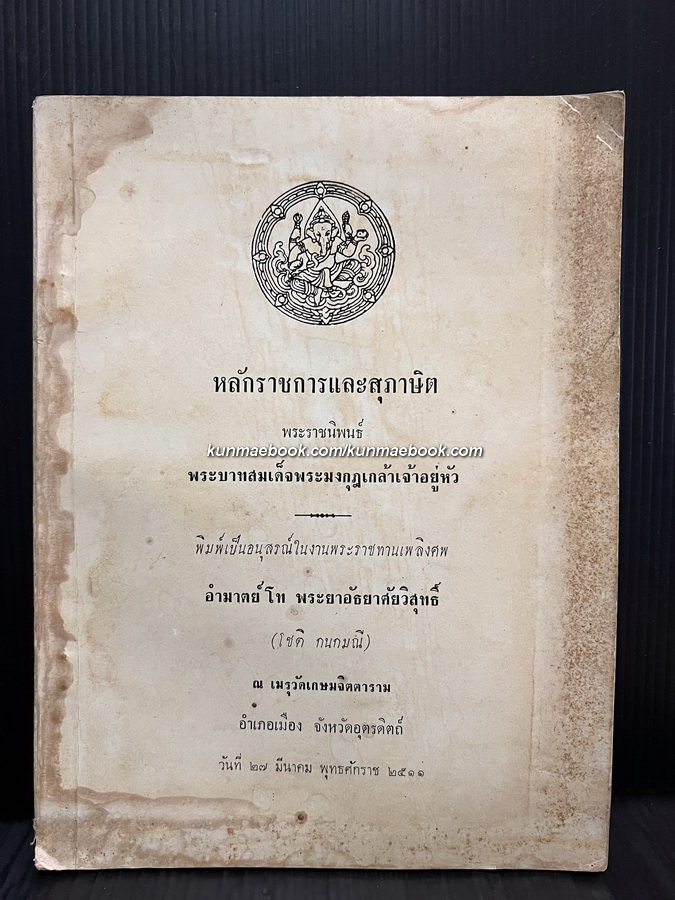 หลักราชการและสุภาษิต
พระราชนิพนธ์
kunmaebook.com/kunmaebook.com
พระบาทสมเด็จพระมงกุฎเกล้าเจ้าอยู่หัว
พิมพ์เป็นอนุสรณ์ในงานพระราชทานเพลิงศพ
อำมาตย์โท พระยาอัธยาศัยวิสุทธิ์
(โชติ กนกมณี)
ณ เมรุวัดเกษมจิตตาราม
อำเภอเมือง จังหวัดอุตรดิตถ์
วันที่ ๒๗ มีนาคม พุทธศักราช ๒๕๑๑